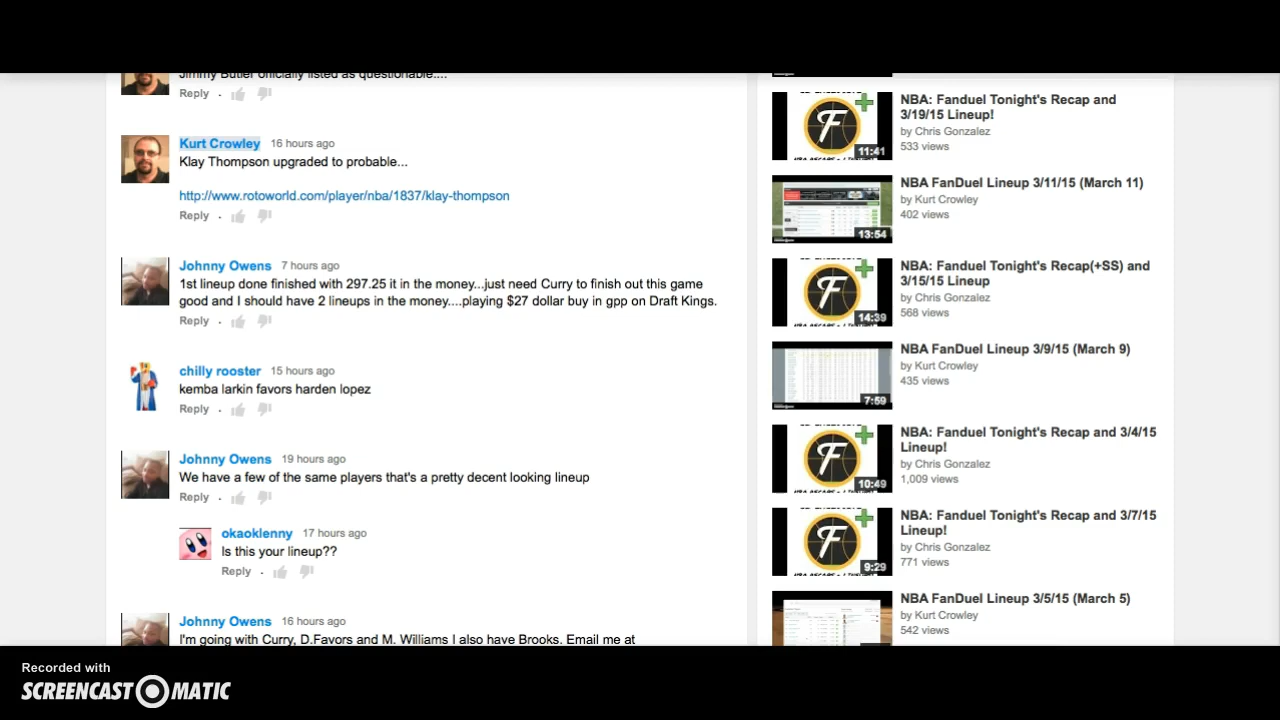 Jimmy Butler officially listed as questionable....
Reply .
Kurt Crowley 16 hours ago
Klay Thompson upgraded to probable...
http://www.rotoworld.com/player/nba/1837/klay-thompson
Reply .
Johnny Owens 7 hours ago
1st lineup done finished with 297.25 it in the money...just need Curry to finish out this game
good and I should have 2 lineups in the money....playing $27 dollar buy in gpp on Draft Kings.
Reply .
chilly rooster 15 hours ago
kemba larkin favors harden lopez
Reply .
Johnny Owens 19 hours ago
We have a few of the same players that's a pretty decent looking lineup
Reply .
okaoklenny 17 hours ago
Is this your lineup??
Reply .
Johnny Owens 16 hours ago
I'm going with Curry, D.Favors and M. Williams I also have Brooks. Email me at
F
11:41
NBA: Fanduel Tonight's Recap and
3/19/15 Lineup!
by Chris Gonzalez
533 views
13:54
NBA FanDuel Lineup 3/11/15 (March 11)
by Kurt Crowley
402 views
F
14:39
NBA: Fanduel Tonight's Recap(+SS) and
3/15/15 Lineup
by Chris Gonzalez
568 views
7:59
NBA FanDuel Lineup 3/9/15 (March 9)
by Kurt Crowley
435 views
F
10:49
NBA: Fanduel Tonight's Recap and 3/4/15
Lineup!
by Chris Gonzalez
1,009 views
F
9:29
NBA: Fanduel Tonight's Recap and 3/7/15
Lineup!
by Chris Gonzalez
771 views
NBA FanDuel Lineup 3/5/15 (March 5)
by Kurt Crowley
542 views
Recorded with
SCREENCAST O MATIC